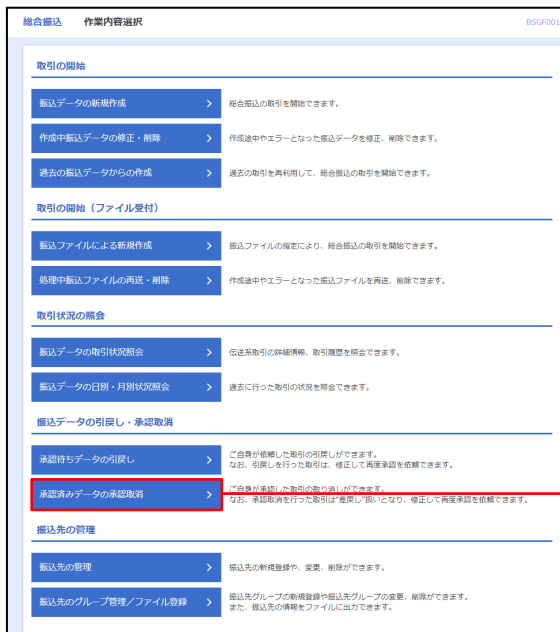 総合振込 作業内容選択 BSGF001
取引の開始
振込データの新規作成 総合振込の取引を開始できます。
作成中振込データの修正・削除 作成途中やエラーとなった振込データを修正、削除できます。
過去の振込データからの作成 過去の取引を再利用して、総合振込の取引を開始できます。
取引の開始（ファイル受付）
振込ファイルによる新規作成 振込ファイルの指定により、総合振込の取引を開始できます。
処理中振込ファイルの再送・削除 作成途中やエラーとなった振込ファイルを再送、削除できます。
取引状況の照会
振込データの取引状況照会 伝送系取引の詳細情報、取引履歴を照会できます。
振込データの日別・月別状況照会 過去に行った取引の状況を照会できます。
振込データの引戻し・承認取消
承認待ちデータの引戻し ご自身が依頼した取引の引戻しができます。
なお、引戻しを行った取引は、修正して再度承認を依頼できます。
承認済みデータの承認取消 ご自身が承認した取引の取り消しができます。
なお、承認取消を行った取引は“差戻し”扱いとなり、修正して再度承認を依頼できます。
振込先の管理
振込先の管理 振込先の新規登録や、変更、削除ができます。
振込先のグループ管理／ファイル登録 振込先グループの新規登録や振込先グループの変更、削除ができます。
また、振込先の情報をファイルに出力できます。